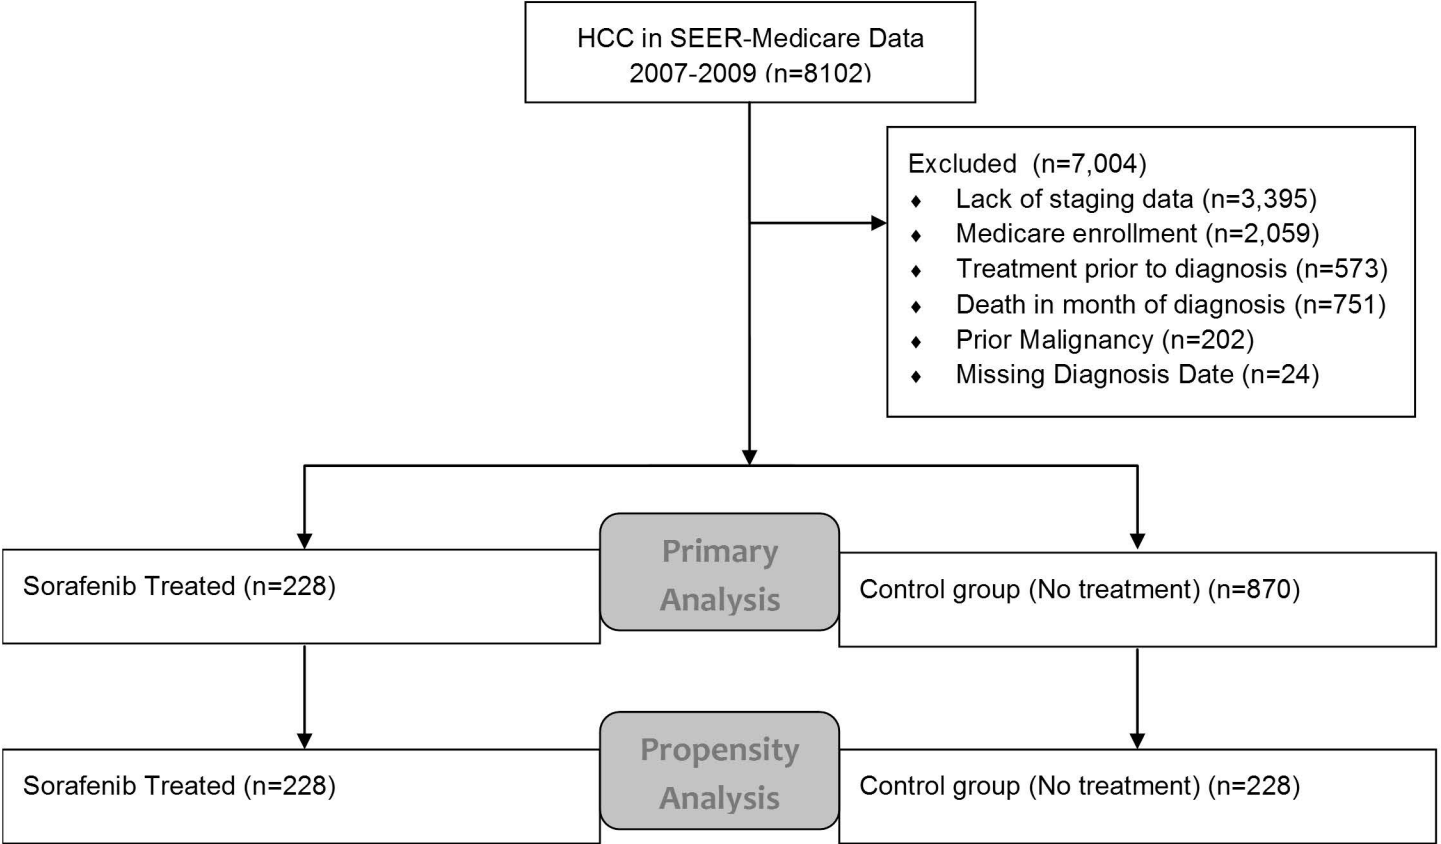 HCC in SEER-Medicare Data
2007-2009 (n=8102)
Excluded (n=7,004)
♦ Lack of staging data (n=3,395)
♦ Medicare enrollment (n=2,059)
♦ Treatment prior to diagnosis (n=573)
♦ Death in month of diagnosis (n=751)
♦ Prior Malignancy (n=202)
♦ Missing Diagnosis Date (n=24)
Primary
Analysis
Sorafenib Treated (n=228)
Control group (No treatment) (n=870)
Propensity
Analysis
Sorafenib Treated (n=228)
Control group (No treatment) (n=228)